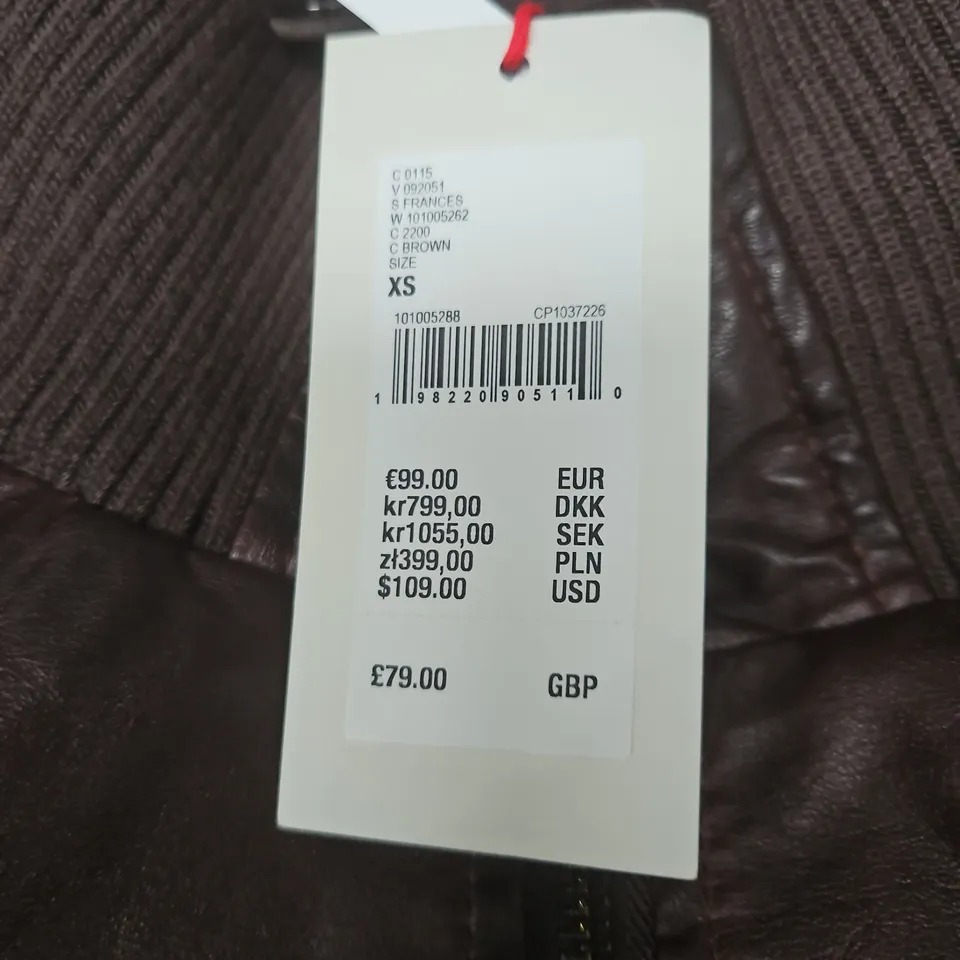 C 0115
V 092051
S FRANCES
W 101005262
C 2200
C BROWN
SIZE
XS
101005288 CP1037226
1 98220 90511 0
€99.00 EUR
kr799,00 DKK
kr1055,00 SEK
zł399,00 PLN
$109.00 USD
£79.00 GBP